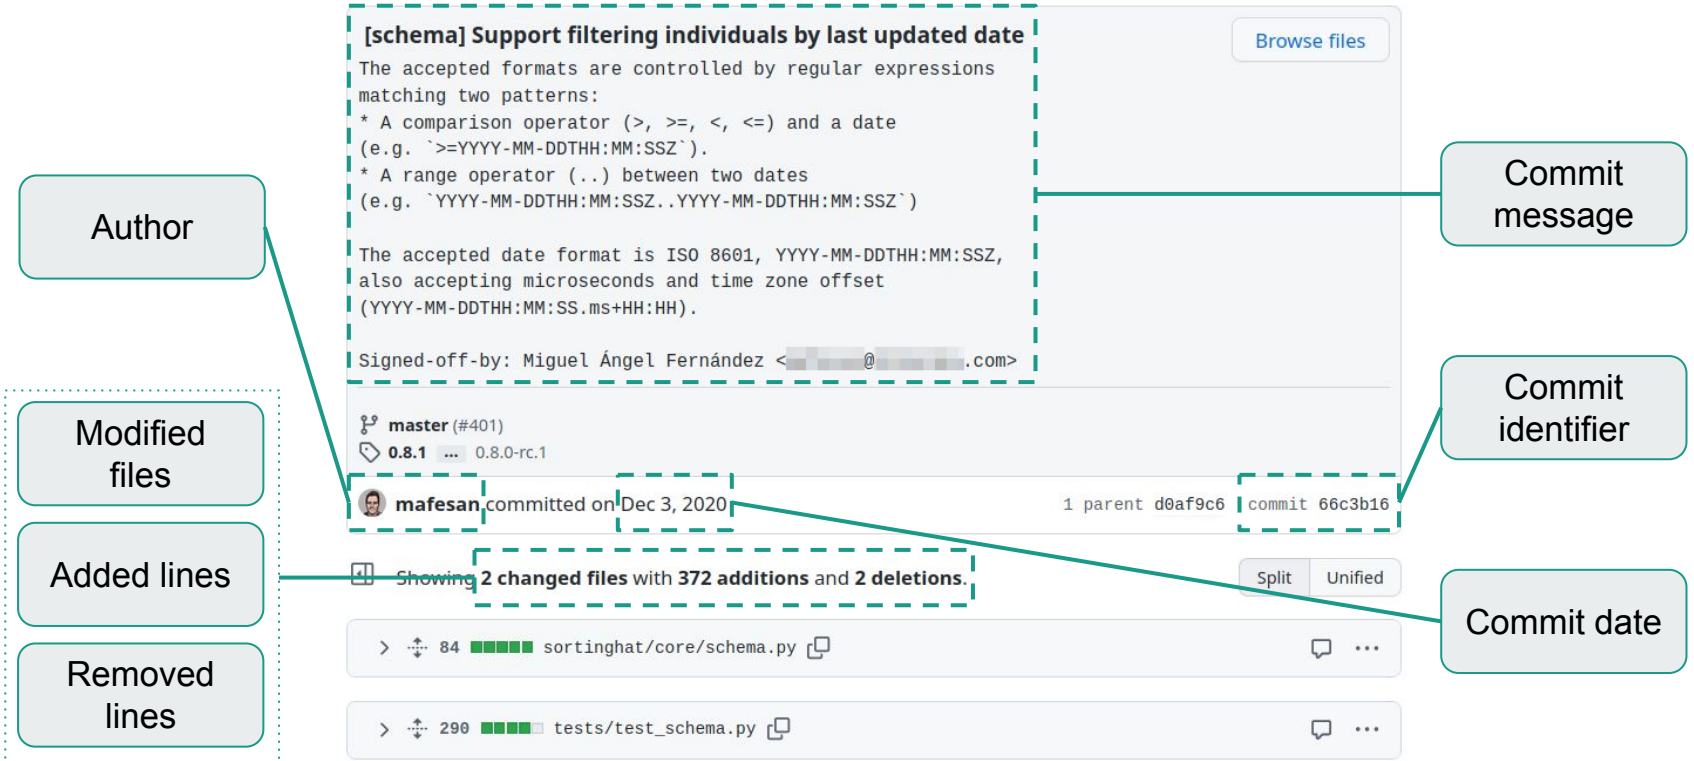 [schema] Support filtering individuals by last updated date
Browse files
The accepted formats are controlled by regular expressions
matching two patterns:
* A comparison operator (>, >=, <, <=) and a date
(e.g. `>=YYYY-MM-DDTHH:MM:SSZ`).
* A range operator (..) between two dates
(e.g. `YYYY-MM-DDTHH:MM:SSZ..YYYY-MM-DDTHH:MM:SSZ`)
The accepted date format is ISO 8601, YYYY-MM-DDTHH:MM:SSZ,
also accepting microseconds and time zone offset
(YYYY-MM-DDTHH:MM:SS.ms+HH:HH).
Signed-off-by: Miguel Ángel Fernández < @ .com>
master (#401)
0.8.1 ... 0.8.0-rc.1
mafesan committed on Dec 3, 2020
1 parent d0af9c6 commit 66c3b16
Showing 2 changed files with 372 additions and 2 deletions.
Split Unified
84 sortinghat/core/schema.py
290 tests/test_schema.py
Author
Modified
files
Added lines
Removed
lines
Commit
message
Commit
identifier
Commit date